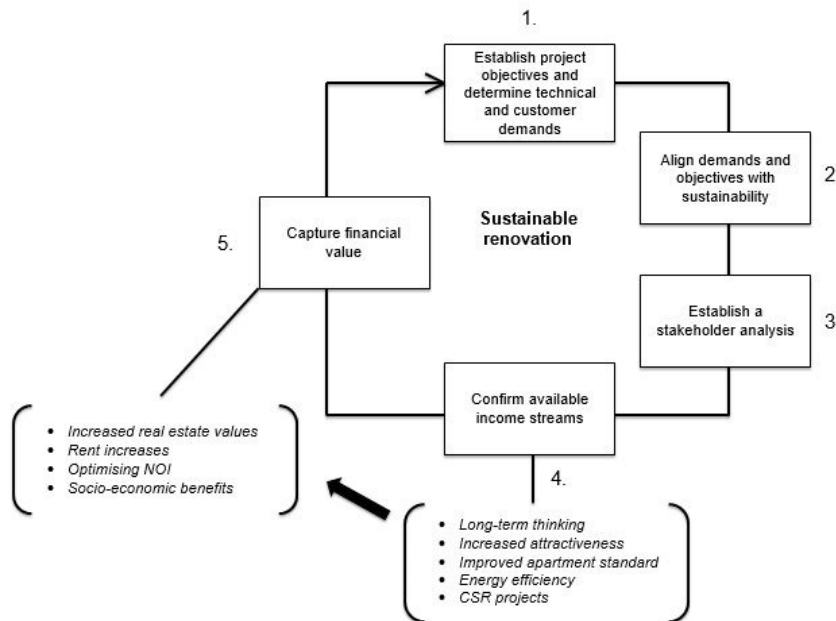 1.
Establish project
objectives and
determine technical
and customer
demands
Align demands and
objectives with
sustainability
2
Sustainable
renovation
5.
Capture financial
value
Establish a
stakeholder analysis
3
Confirm available
income streams
4.
• Increased real estate values
• Rent increases
• Optimising NOI
• Socio-economic benefits
• Long-term thinking
• Increased attractiveness
• Improved apartment standard
• Energy efficiency
• CSR projects